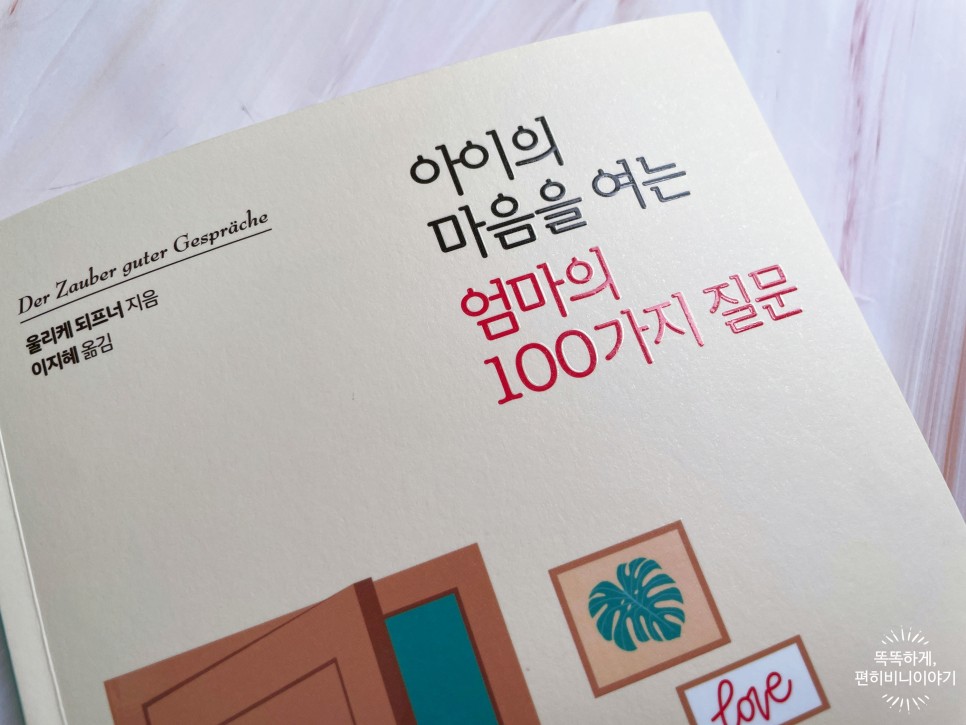 아이의
마음을 여는
엄마의
100가지 질문
Der Zauber guter Gespräche
울리케 되프너 지음
이지혜 옮김
love
똑똑하게,
편히비니이야기